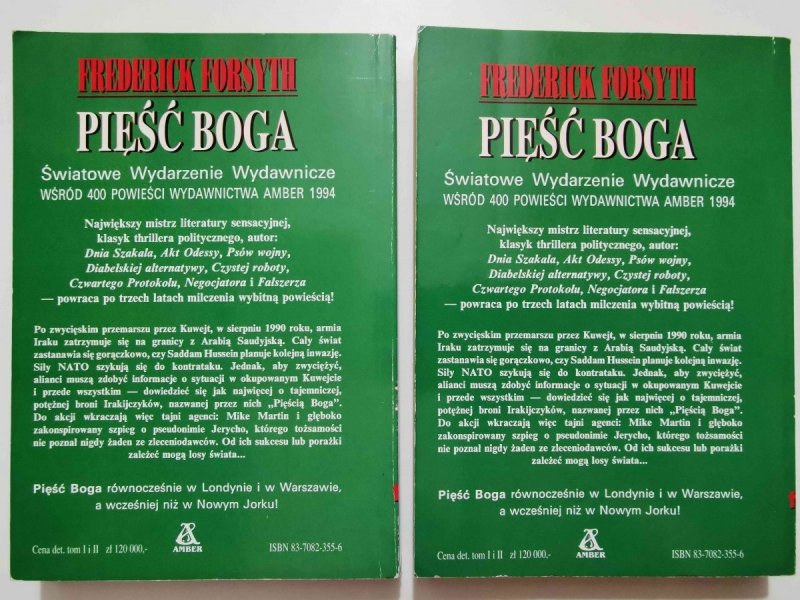 FREDERICK FORSYTH
PIĘŚĆ BOGA
Światowe Wydarzenie Wydawnicze
WŚRÓD 400 POWIEŚCI WYDAWNICTWA AMBER 1994
Największy mistrz literatury sensacyjnej,
klasyk thrillera politycznego, autor:
Dnia Szakala, Akt Odessy, Psów wojny,
Diabelskiej alternatywy, Czystej roboty,
Czwartego Protokołu, Negocjatora i Fałszerza
— powraca po trzech latach milczenia wybitną powieścią!
Po zwycięskim przemarszu przez Kuwejt, w sierpniu 1990 roku, armia
Iraku zatrzymuje się na granicy z Arabią Saudyjską. Cały świat
zastanawia się gorączkowo, czy Saddam Hussein planuje kolejną inwazję.
Siły NATO szykują się do kontrataku. Jednak, aby zwyciężyć,
alianci muszą zdobyć informacje o sytuacji w okupowanym Kuwejcie
i przede wszystkim — dowiedzieć się jak najwięcej o tajemniczej,
potężnej broni Irakijczyków, nazwanej przez nich „Pięścią Boga”.
Do akcji wkraczają więc tajni agenci: Mike Martin i głęboko
zakonspirowany szpieg o pseudonimie Jerycho, którego tożsamości
nie poznał nigdy żaden ze zleceniodawców. Od ich sukcesu lub porażki
zależeć mogą losy świata...
Pięść Boga równocześnie w Londynie i w Warszawie,
a wcześniej niż w Nowym Jorku!
Cena det. tom I i II zł 120 000,-
AMBER
ISBN 83-7082-355-6
FREDERICK FORSYTH
PIĘŚĆ BOGA
Światowe Wydarzenie Wydawnicze
WŚRÓD 400 POWIEŚCI WYDAWNICTWA AMBER 1994
Największy mistrz literatury sensacyjnej,
klasyk thrillera politycznego, autor:
Dnia Szakala, Akt Odessy, Psów wojny,
Diabelskiej alternatywy, Czystej roboty,
Czwartego Protokołu, Negocjatora i Fałszerza
— powraca po trzech latach milczenia wybitną powieścią!
Po zwycięskim przemarszu przez Kuwejt, w sierpniu 1990 roku, armia
Iraku zatrzymuje się na granicy z Arabią Saudyjską. Cały świat
zastanawia się gorączkowo, czy Saddam Hussein planuje kolejną inwazję.
Siły NATO szykują się do kontrataku. Jednak, aby zwyciężyć,
alianci muszą zdobyć informacje o sytuacji w okupowanym Kuwejcie
i przede wszystkim — dowiedzieć się jak najwięcej o tajemniczej,
potężnej broni Irakijczyków, nazwanej przez nich „Pięścią Boga”.
Do akcji wkraczają więc tajni agenci: Mike Martin i głęboko
zakonspirowany szpieg o pseudonimie Jerycho, którego tożsamości
nie poznał nigdy żaden ze zleceniodawców. Od ich sukcesu lub porażki
zależeć mogą losy świata...
Pięść Boga równocześnie w Londynie i w Warszawie,
a wcześniej niż w Nowym Jorku!
Cena det. tom I i II zł 120 000,-
AMBER
ISBN 83-7082-355-6